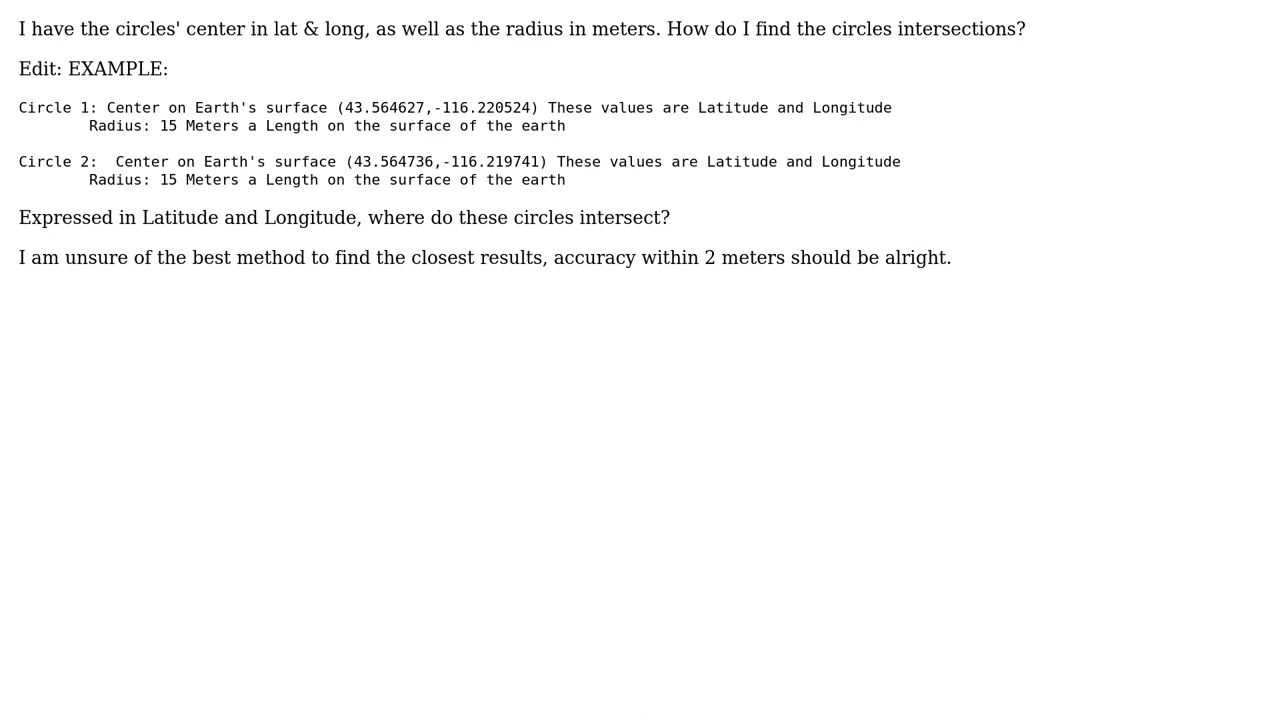 I have the circles' center in lat & long, as well as the radius in meters. How do I find the circles intersections?
Edit: EXAMPLE:
Circle 1: Center on Earth's surface (43.564627,-116.220524) These values are Latitude and Longitude
        Radius: 15 Meters a Length on the surface of the earth
Circle 2:  Center on Earth's surface (43.564736,-116.219741) These values are Latitude and Longitude
        Radius: 15 Meters a Length on the surface of the earth
Expressed in Latitude and Longitude, where do these circles intersect?
I am unsure of the best method to find the closest results, accuracy within 2 meters should be alright.